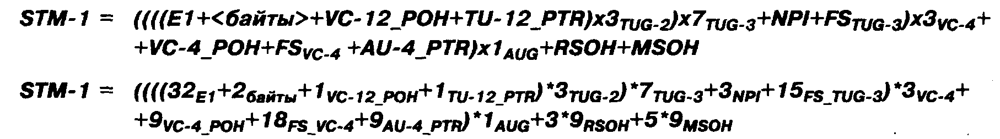 STM-1 = ((((E1+<байты>+VC-12_POH+TU-12_PTR)x3TUG-2)x7TUG-3+NPI+FSTUG-3)x3VC-4+
+VC-4_POH+FSVC-4 +AU-4_PTR)x1AUG+RSOH+MSOH
STM-1 = ((((32E1+2байты+1VC-12_POH+1TU-12_PTR)*3TUG-2)*7TUG-3+3NPI+15FS_TUG-3)*3VC-4+
+9VC-4_POH+18FS_VC-4+9AU-4_PTR)*1AUG+3*9RSOH+5*9MSOH